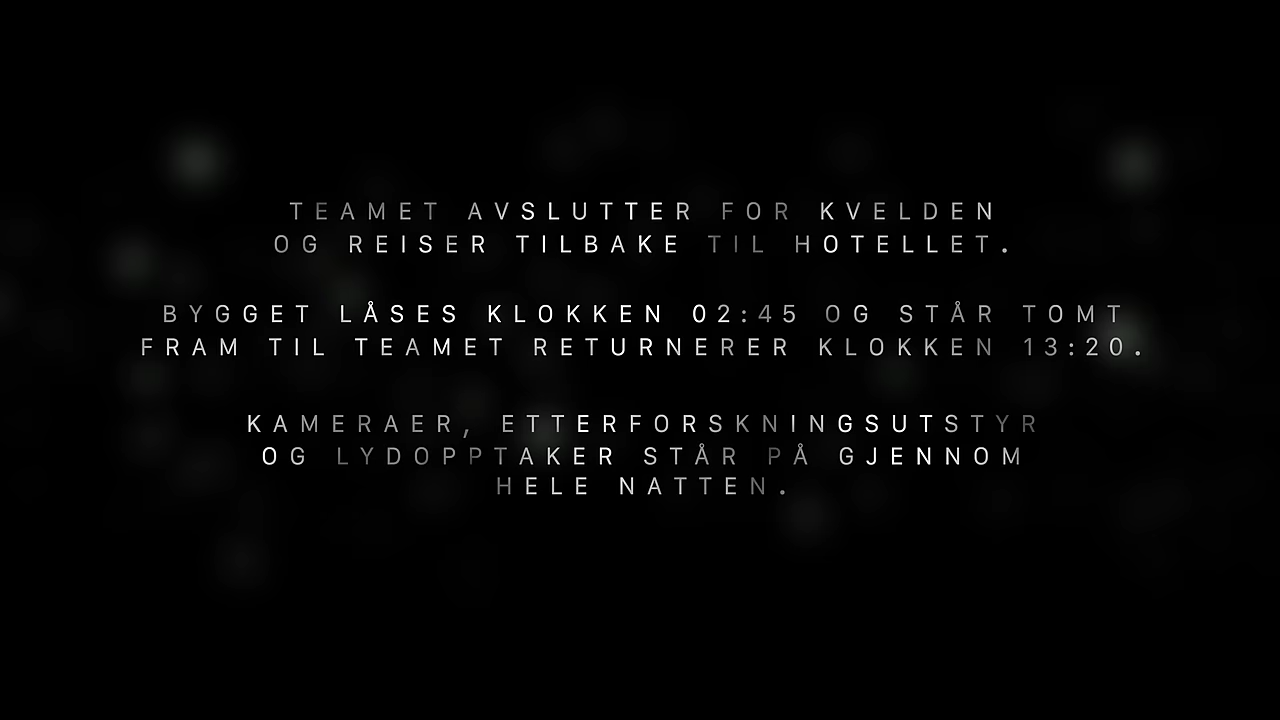 TEAMET AVSLUTTER FOR KVELDEN
OG REISER TILBAKE TIL HOTELLET.
BYGGET LÅSES KLOKKEN 02:45 OG STÅR TOMT
FRAM TIL TEAMET RETURNERER KLOKKEN 13:20.
KAMERAER, ETTERFORSKNINGSUTSTYR
OG LYDOPPTAKER STÅR PÅ GJENNOM
HELE NATTEN.